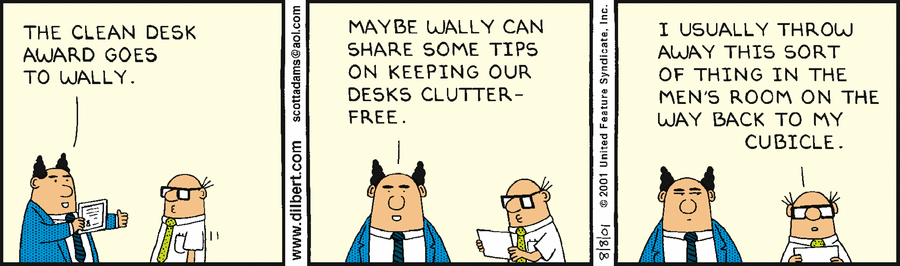 THE CLEAN DESK
AWARD GOES
TO WALLY.
www.dilbert.com scottadams@aol.com
MAYBE WALLY CAN
SHARE SOME TIPS
ON KEEPING OUR
DESKS CLUTTER-
FREE.
8/8/01 © 2001 United Feature Syndicate, Inc.
I USUALLY THROW
AWAY THIS SORT
OF THING IN THE
MEN'S ROOM ON THE
WAY BACK TO MY
CUBICLE.